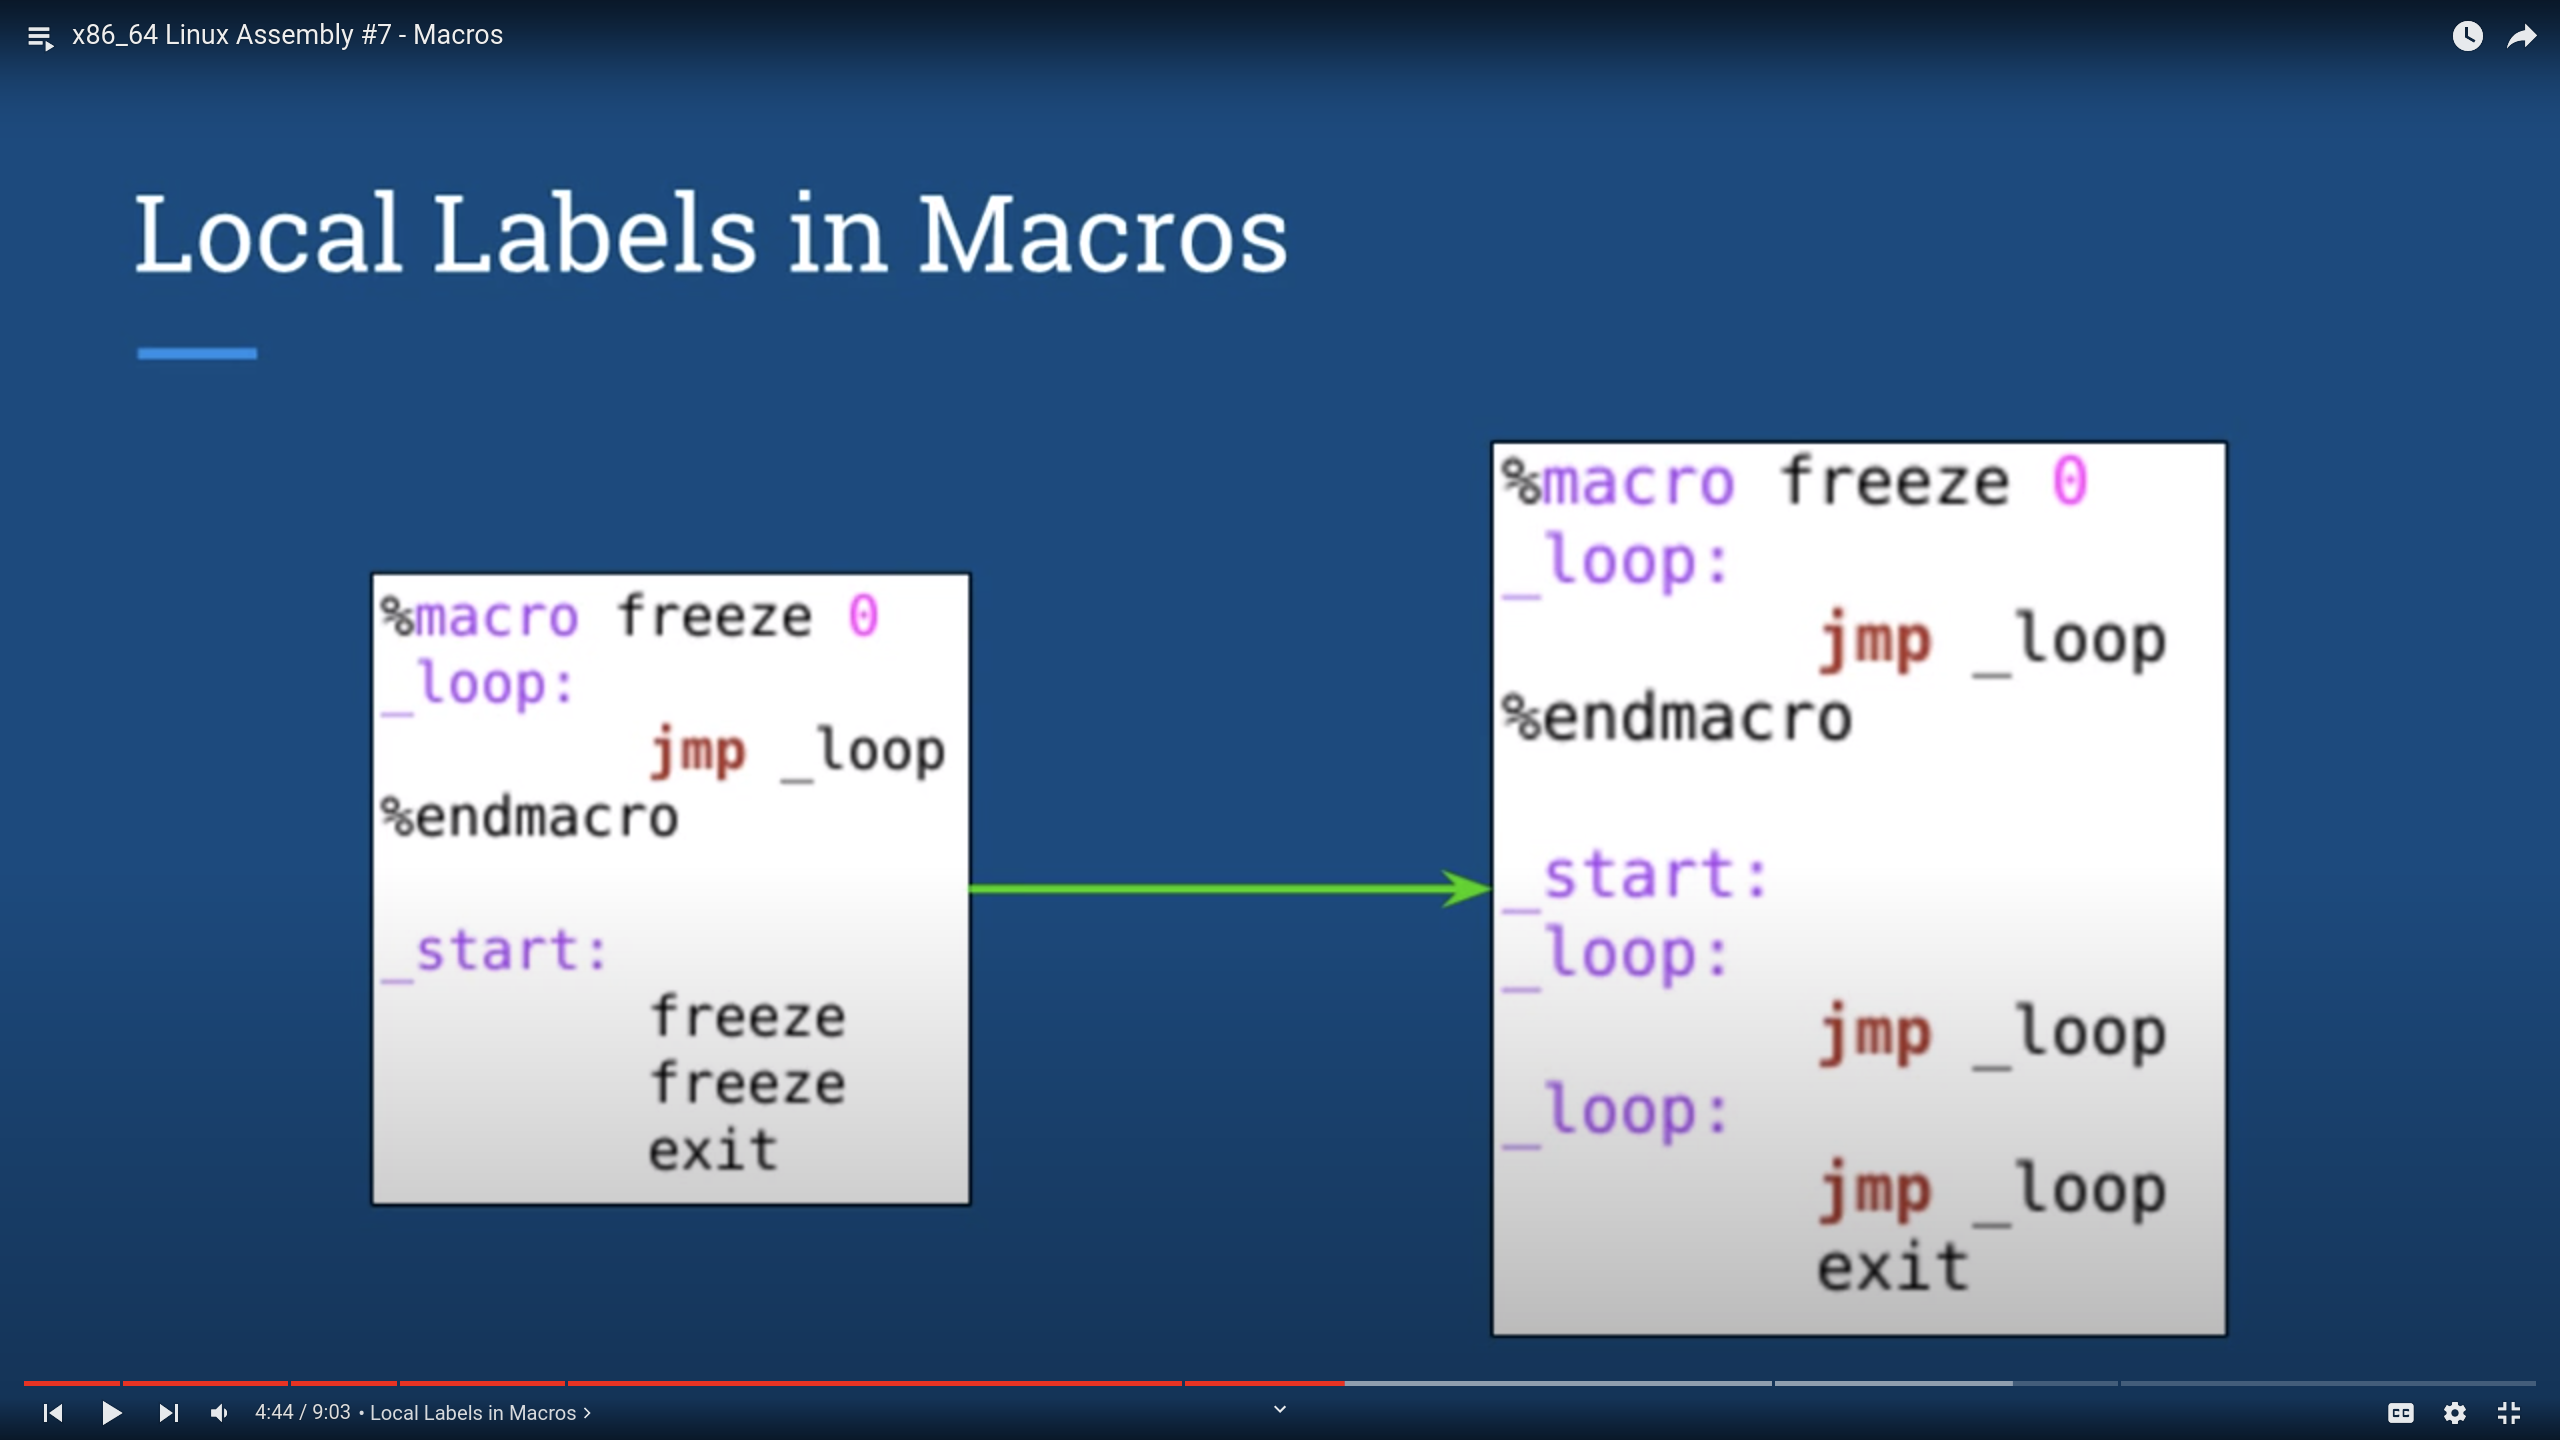 x86_64 Linux Assembly #7 - Macros
Local Labels in Macros
%macro freeze 0
_loop:
jmp _loop
%endmacro
_start:
freeze
freeze
exit
%macro freeze 0
_loop:
jmp _loop
%endmacro
_start:
_loop:
jmp _loop
_loop:
jmp _loop
exit
4:44 / 9:03 • Local Labels in Macros >
CC